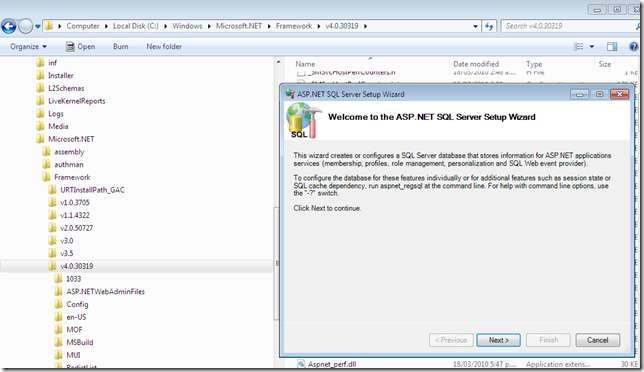 Computer ▸ Local Disk (C:) ▸ Windows ▸ Microsoft.NET ▸ Framework ▸ v4.0.30319 ▸
Search v4.0.30319
Organize
Open
Burn
New folder
inf
Installer
L2Schemas
LiveKernelReports
Logs
Media
Microsoft.NET
assembly
authman
Framework
URTInstallPath_GAC
v1.0.3705
v1.1.4322
v2.0.50727
v3.0
v3.5
v4.0.30319
1033
ASP.NETWebAdminFiles
Config
en-US
MOF
MSBuild
MUI
RedistList
Name
Date modified
Type
Size
_SMSvcHostPerfCounters.h
18/03/2010 2:46 a...
H File
1 KE
ASP.NET SQL Server Setup Wizard
SQL
Welcome to the ASP.NET SQL Server Setup Wizard
This wizard creates or configures a SQL Server database that stores information for ASP.NET applications
services (membership, profiles, role management, personalization and SQL Web event provider).
To configure the database for these features individually or for additional features such as session state or
SQL cache dependency, run aspnet_regsql at the command line. For help with command line options, use
the "-?" switch.
Click Next to continue.
< Previous
Next >
Finish
Cancel
Aspnet_perf.dll
18/03/2010 5:47 p...
Application exten...
30 KE